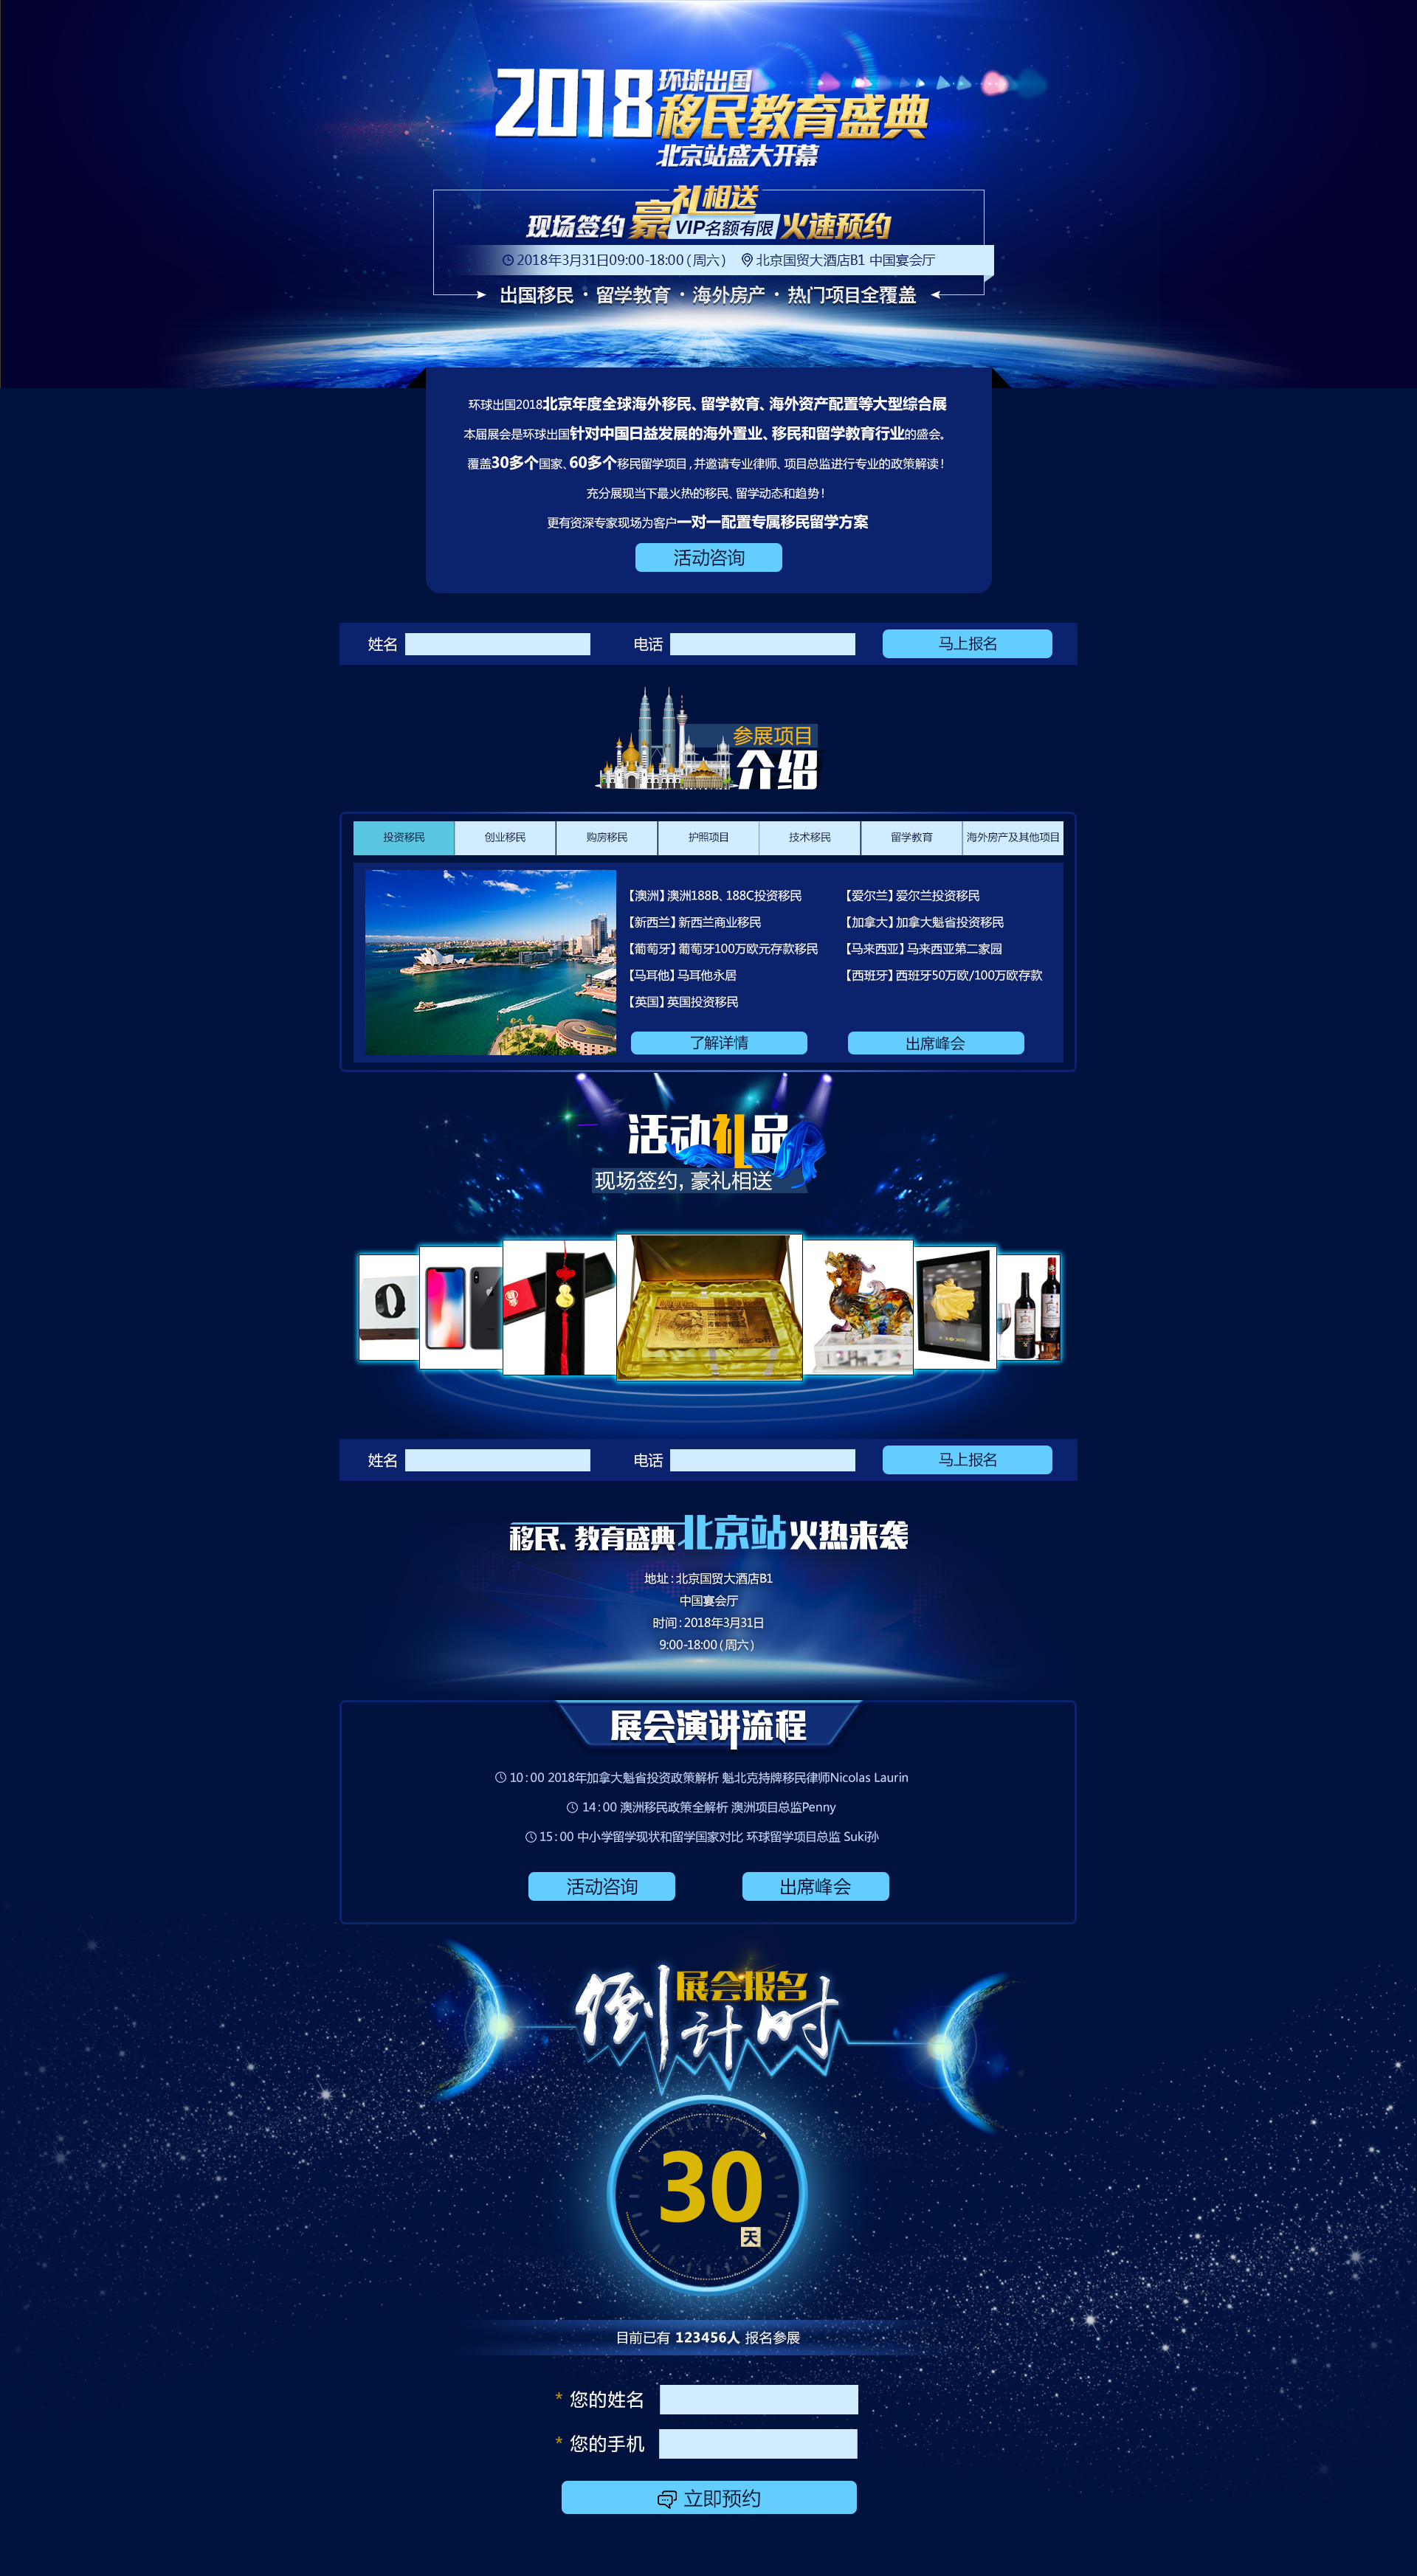 2018环球出国
移民教育盛典
北京站盛大开幕
现场签约 豪礼相送 VIP名额有限 火速预约
2018年3月31日09:00-18:00(周六) 北京国贸大酒店B1 中国宴会厅
出国移民 · 留学教育 · 海外房产 · 热门项目全覆盖
环球出国2018北京年度全球海外移民、留学教育、海外资产配置等大型综合展
本届展会是环球出国针对中国日益发展的海外置业、移民和留学教育行业的盛会。
覆盖30多个国家、60多个移民留学项目,并邀请专业律师、项目总监进行专业的政策解读!
充分展现当下最火热的移民、留学动态和趋势!
更有资深专家现场为客户一对一配置专属移民留学方案
活动咨询
姓名 电话 马上报名
参展项目
介绍
投资移民 创业移民 购房移民 护照项目 技术移民 留学教育 海外房产及其他项目
【澳洲】澳洲188B、188C投资移民 【爱尔兰】爱尔兰投资移民
【新西兰】新西兰商业移民 【加拿大】加拿大魁省投资移民
【葡萄牙】葡萄牙100万欧元存款移民 【马来西亚】马来西亚第二家园
【马耳他】马耳他永居 【西班牙】西班牙50万欧/100万欧存款
【英国】英国投资移民
了解详情 出席峰会
活动礼品
现场签约，豪礼相送
姓名 电话 马上报名
移民、教育盛典北京站火热来袭
地址:北京国贸大酒店B1
中国宴会厅
时间:2018年3月31日
9:00-18:00(周六)
展会演讲流程
10:00 2018年加拿大魁省投资政策解析 魁北克持牌移民律师Nicolas Laurin
14:00 澳洲移民政策全解析 澳洲项目总监Penny
15:00 中小学留学现状和留学国家对比 环球留学项目总监 Suki孙
活动咨询 出席峰会
展会报名
倒计时
30
天
目前已有 123456人 报名参展
* 您的姓名
* 您的手机
立即预约